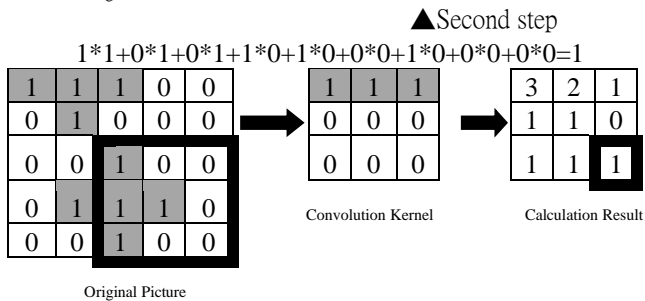 ▲Second step
1*1+0*1+0*1+1*0+1*0+0*0+1*0+0*0+0*0=1
1 1 1 0 0
0 1 0 0 0
0 0 1 0 0
0 1 1 1 0
0 0 1 0 0
1 1 1
0 0 0
0 0 0
3 2 1
1 1 0
1 1 1
Convolution Kernel
Calculation Result
Original Picture